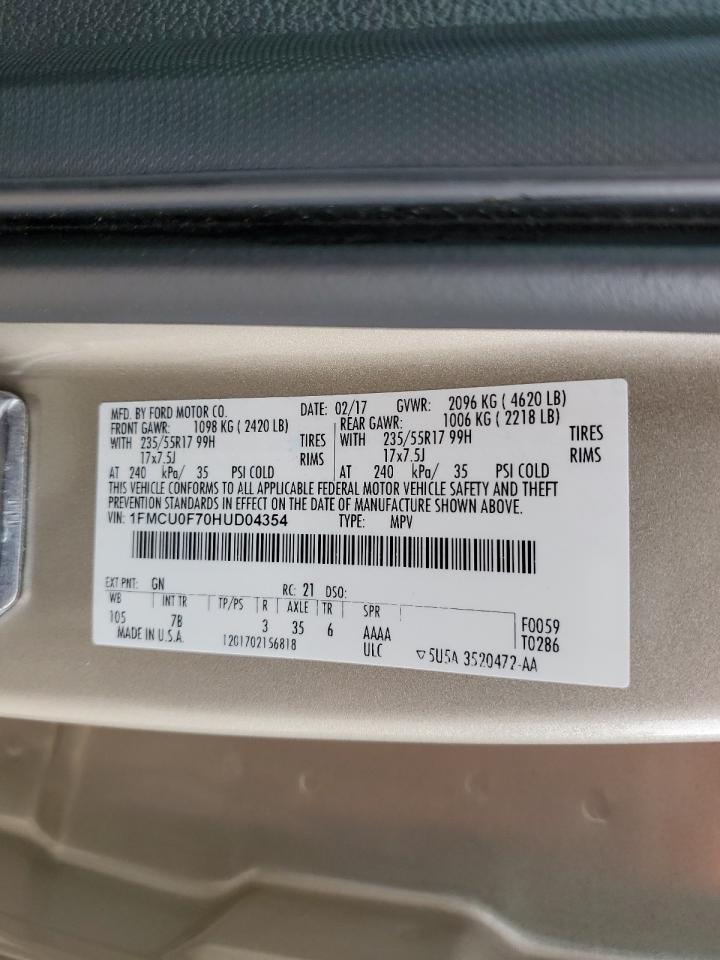 MFD. BY FORD MOTOR CO. DATE: 02/17 GVWR: 2096 KG ( 4620 LB)
FRONT GAWR: 1098 KG ( 2420 LB) REAR GAWR: 1006 KG ( 2218 LB)
WITH 235/55R17 99H TIRES WITH 235/55R17 99H TIRES
17x7.5J RIMS 17x7.5J RIMS
AT 240 kPa/ 35 PSI COLD AT 240 kPa/ 35 PSI COLD
THIS VEHICLE CONFORMS TO ALL APPLICABLE FEDERAL MOTOR VEHICLE SAFETY AND THEFT
PREVENTION STANDARDS IN EFFECT ON THE DATE OF MANUFACTURE SHOWN ABOVE.
VIN: 1FMCU0F70HUD04354 TYPE: MPV
EXT PNT: GN RC: 21 DSO:
WB INT TR TP/PS R AXLE TR SPR
105 7B 3 35 6 AAAA F0059
MADE IN U.S.A. 1201702156818 ULC ▽5U5A 3520472-AA T0286